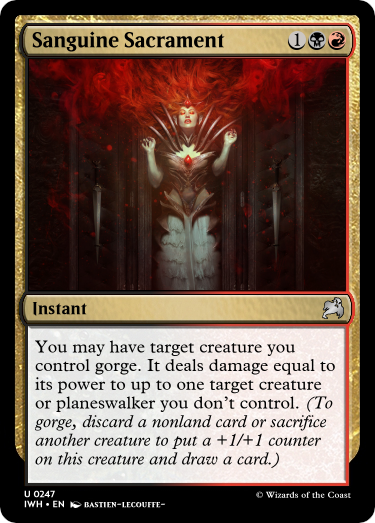 Sanguine Sacrament 1
Instant
You may have target creature you
control gorge. It deals damage equal to
its power to up to one target creature
or planeswalker you don't control. (To
gorge, discard a nonland card or sacrifice
another creature to put a +1/+1 counter
on this creature and draw a card.)
U 0247
IWH • EN BASTIEN-LECOUFFE- © Wizards of the Coast